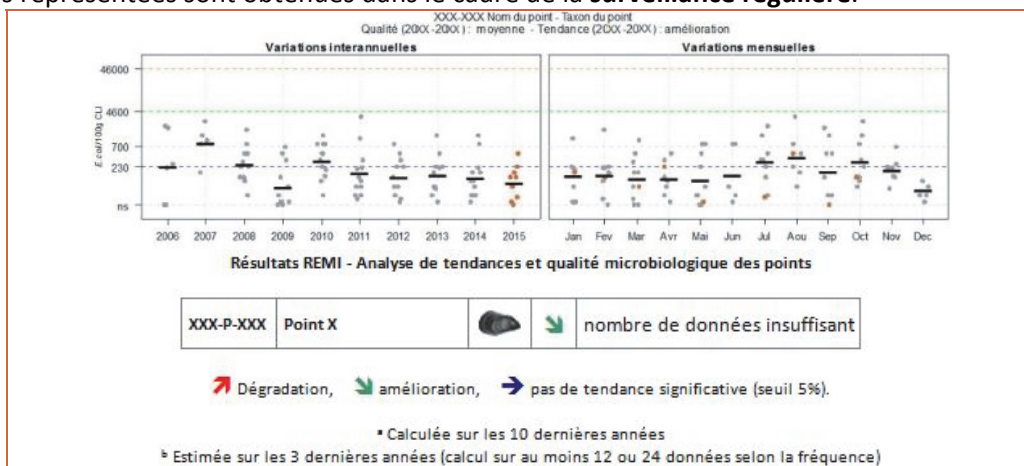 s représentées sont obtenues dans le cadre de la surveillance régulière.
XXX-XXX Nom du point - Taxon du point
Qualité (20XX-20XX) : moyenne - Tendance (20XX-20XX) : amélioration
Variations interannuelles
Variations mensuelles
E.coli/100g CLI
46000
4600
700
230
ns
2006 2007 2008 2009 2010 2011 2012 2013 2014 2015
Jan Fev Mar Avr Mai Jun Jul Aou Sep Oct Nov Dec
Résultats REMI - Analyse de tendances et qualité microbiologique des points
XXX-P-XXX Point X nombre de données insuffisant
Dégradation, amélioration, pas de tendance significative (seuil 5%).
ᵃ Calculée sur les 10 dernières années
ᵇ Estimée sur les 3 dernières années (calcul sur au moins 12 ou 24 données selon la fréquence)